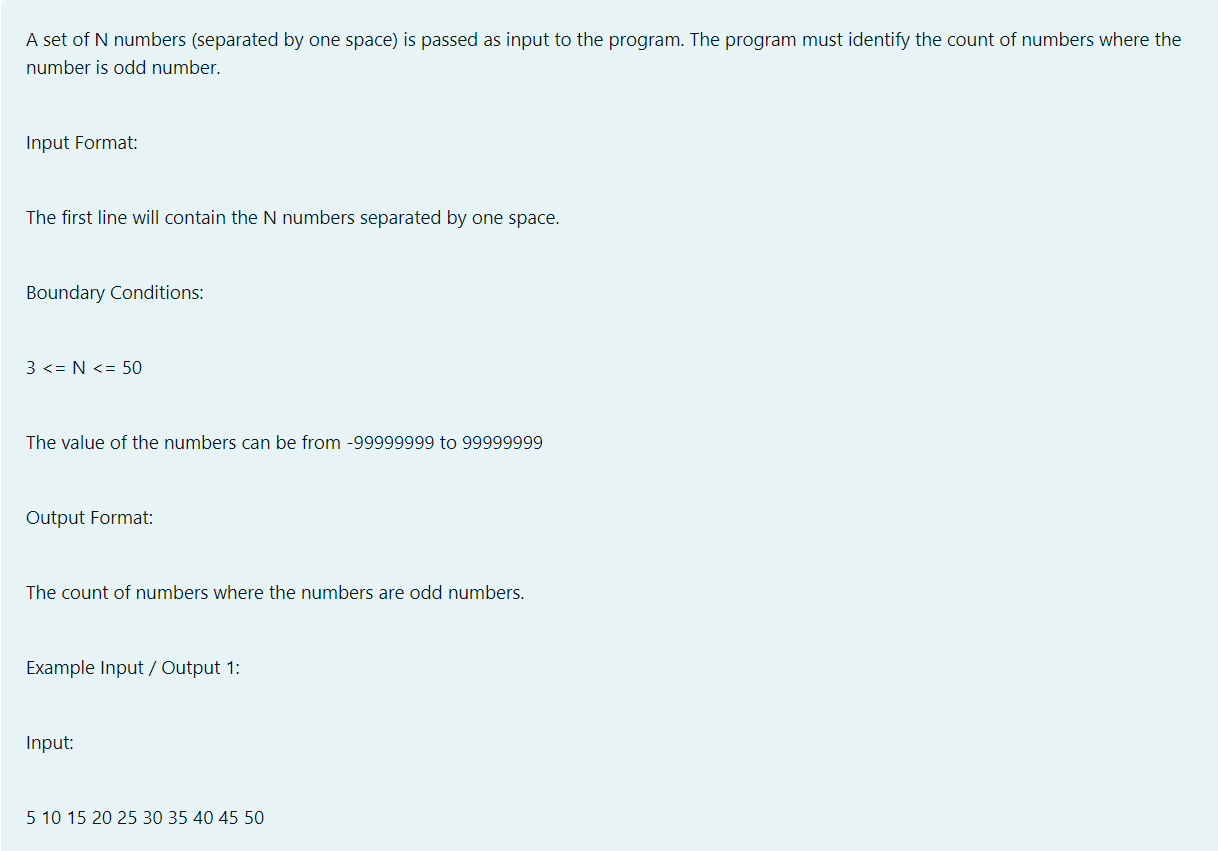 A set of N numbers (separated by one space) is passed as input to the program. The program must identify the count of numbers where the
number is odd number.
Input Format:
The first line will contain the N numbers separated by one space.
Boundary Conditions:
3 <= N <= 50
The value of the numbers can be from -99999999 to 99999999
Output Format:
The count of numbers where the numbers are odd numbers.
Example Input / Output 1:
Input:
5 10 15 20 25 30 35 40 45 50